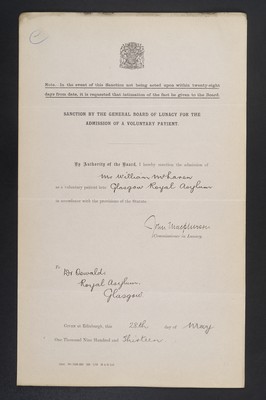 Note. In the event of this Sanction not being acted upon within twenty-eight
days from date, it is requested that intimation of the fact be given to the Board.
SANCTION BY THE GENERAL BOARD OF LUNACY FOR THE
ADMISSION OF A VOLUNTARY PATIENT.
By Authority of the Board, I hereby sanction the admission of
Mr William
as a voluntary patient into Glasgow Royal Asylum
in accordance with the provisions of the Statute.
Macpherson
Commissioner in Lunacy.
To
Dr Oswald
Royal Asylum
Glasgow
Given at Edinburgh, this 28th day of May
One Thousand Nine Hundred and Thirteen